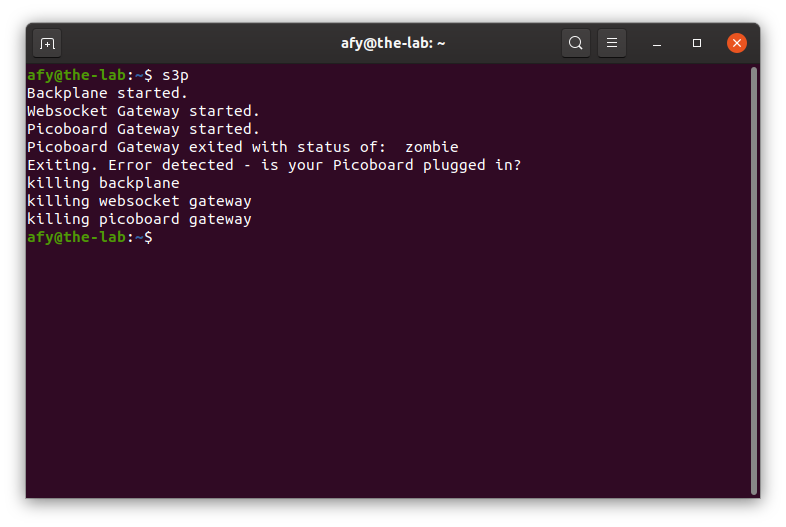 afy@the-lab: ~
afy@the-lab:~$ s3p
Backplane started.
Websocket Gateway started.
Picoboard Gateway started.
Picoboard Gateway exited with status of:  zombie
Exiting. Error detected - is your Picoboard plugged in?
killing backplane
killing websocket gateway
killing picoboard gateway
afy@the-lab:~$